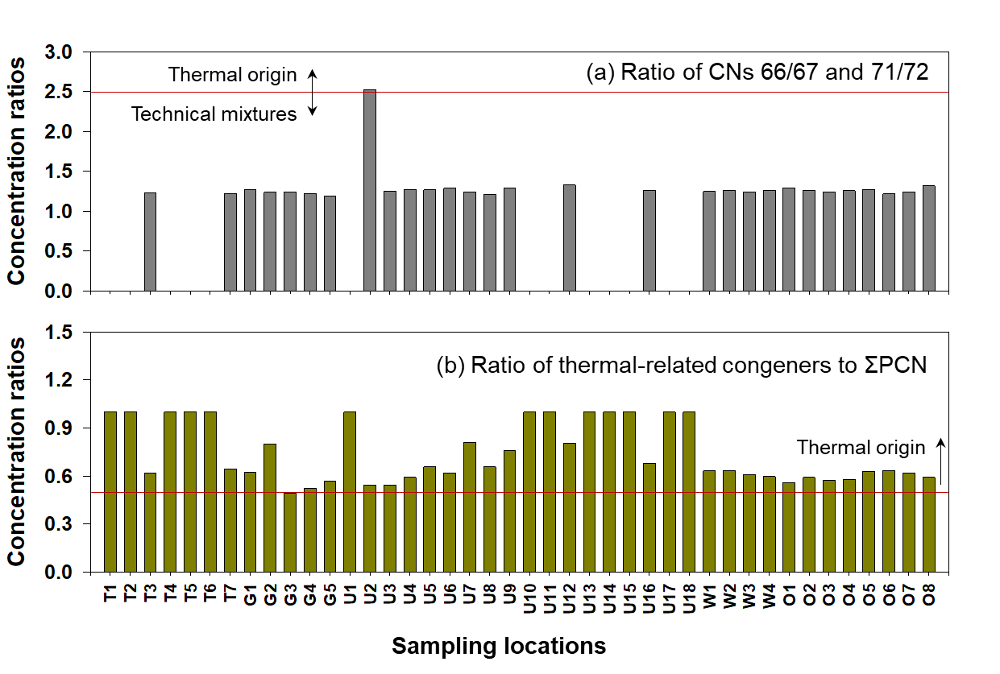 3.0
(a) Ratio of CNs 66/67 and 71/72
Thermal origin
2.5
Technical mixtures
2.0
1.5
1.0
0.5
0.0
Concentration ratios
1.5
(b) Ratio of thermal-related congeners to ΣPCN
1.2
0.9
Thermal origin
0.6
0.3
0.0
Concentration ratios
T1 T2 T3 T4 T5 T6 T7 G1 G2 G3 G4 G5 U1 U2 U3 U4 U5 U6 U7 U8 U9 U10 U11 U12 U13 U14 U15 U16 U17 U18 W1 W2 W3 W4 O1 O2 O3 O4 O5 O6 O7 O8
Sampling locations